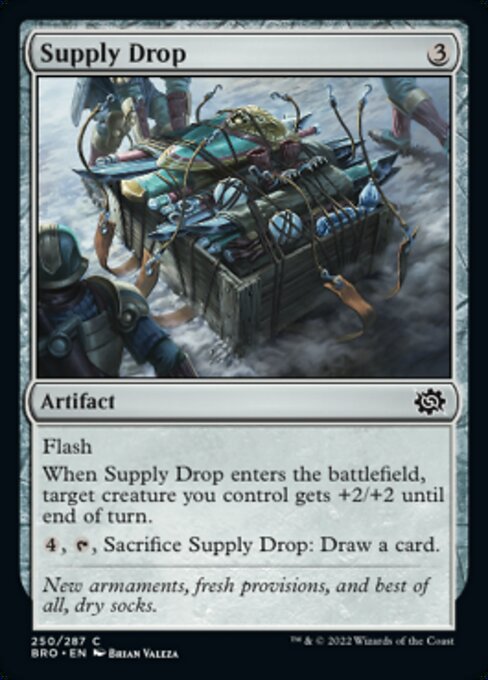 Supply Drop 3
Artifact
Flash
When Supply Drop enters the battlefield,
target creature you control gets +2/+2 until
end of turn.
4, , Sacrifice Supply Drop: Draw a card.
New armaments, fresh provisions, and best of
all, dry socks.
250/287 C
BRO • EN BRIAN VALEZA
™ & © 2022 Wizards of the Coast